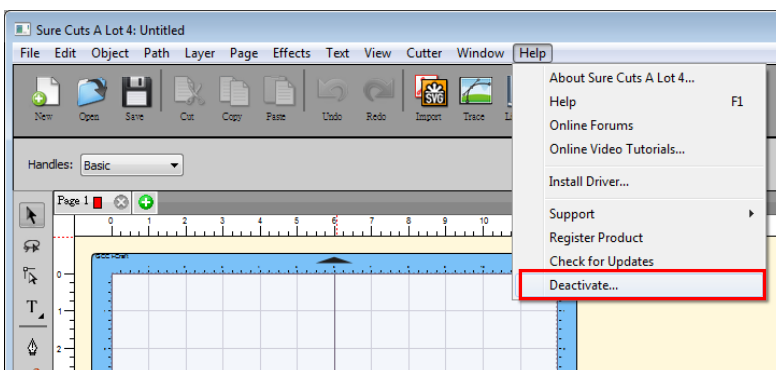 Sure Cuts A Lot 4: Untitled
File Edit Object Path Layer Page Effects Text View Cutter Window Help
New Open Save Cut Copy Paste Undo Redo Import Trace
Handles: Basic
Page 1
0 1 2 3 4 5 6 7 8 9 10
0
1
2
T
About Sure Cuts A Lot 4...
Help F1
Online Forums
Online Video Tutorials...
Install Driver...
Support
Register Product
Check for Updates
Deactivate...